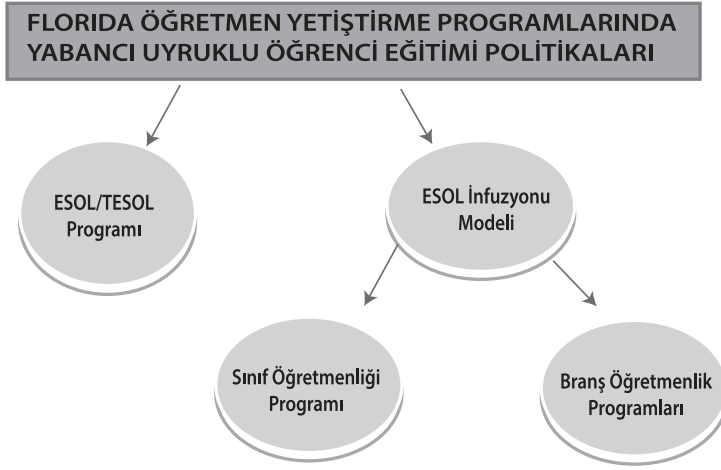 FLORIDA ÖĞRETMEN YETİŞTİRME PROGRAMLARINDA
YABANCI UYRUKLU ÖĞRENCİ EĞİTİMİ POLİTİKALARI
ESOL/TESOL
Programı
ESOL İnfuzyonu
Modeli
Sınıf Öğretmenliği
Programı
Branş Öğretmenlik
Programları